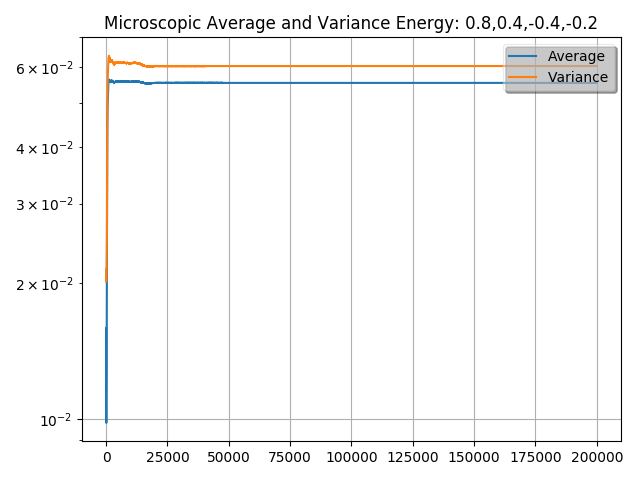 Microscopic Average and Variance Energy: 0.8,0.4,-0.4,-0.2
6 × 10⁻²
4 × 10⁻²
3 × 10⁻²
2 × 10⁻²
10⁻²
Average
Variance
0 25000 50000 75000 100000 125000 150000 175000 200000